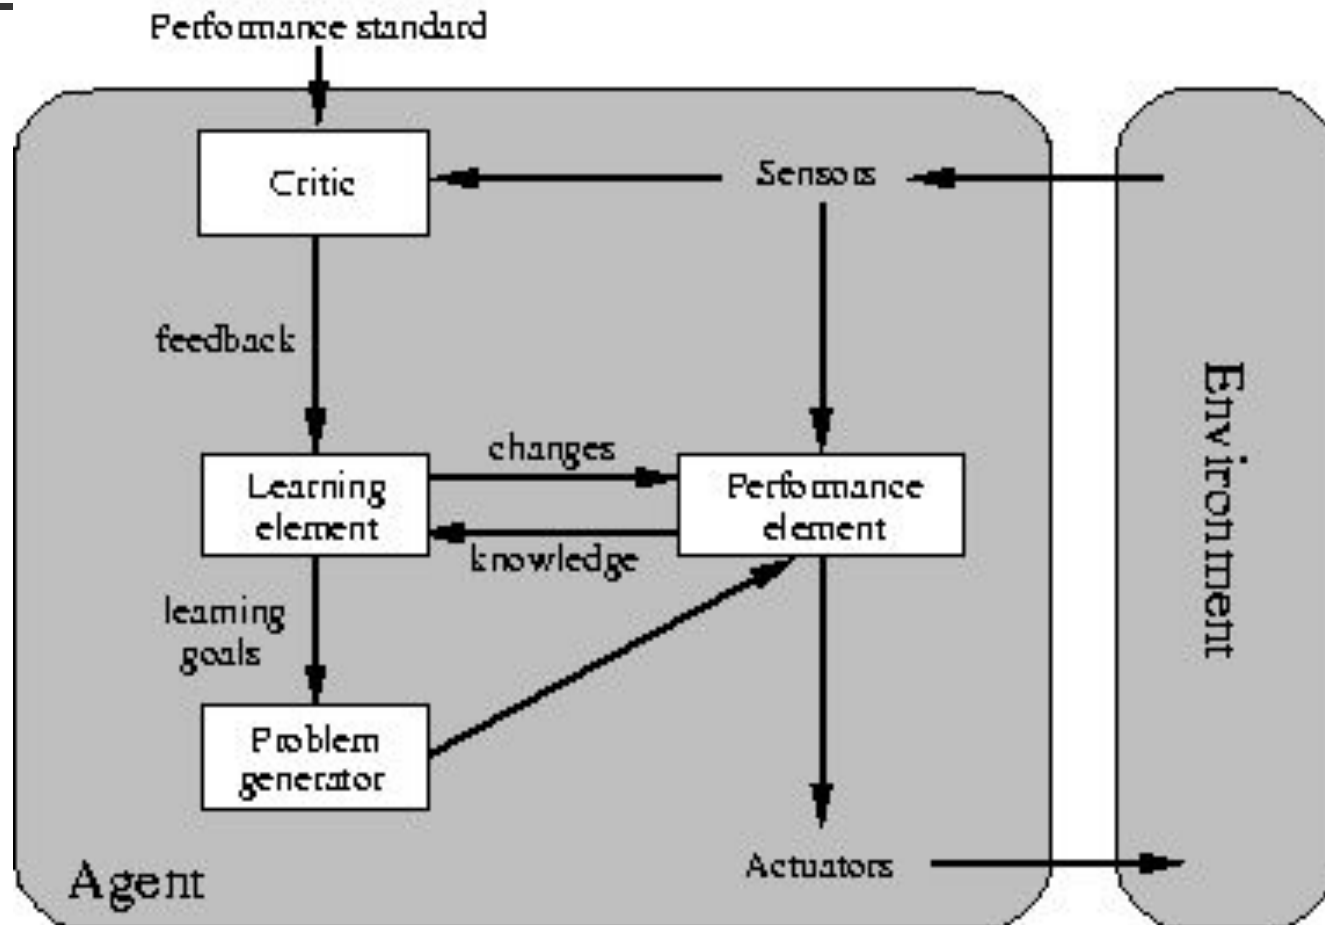 Performance standard
Critic
Sensors
feedback
changes
Learning
element
Performance
element
knowledge
learning
goals
Problem
generator
Agent
Actuators
Environment